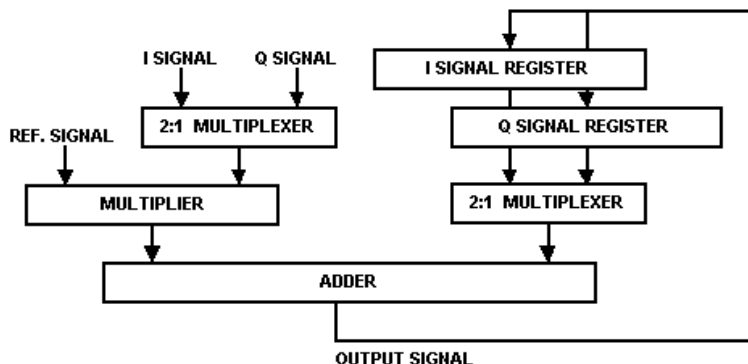 I SIGNAL
Q SIGNAL
I SIGNAL REGISTER
2:1 MULTIPLEXER
Q SIGNAL REGISTER
REF. SIGNAL
MULTIPLIER
2:1 MULTIPLEXER
ADDER
OUTPUT SIGNAL